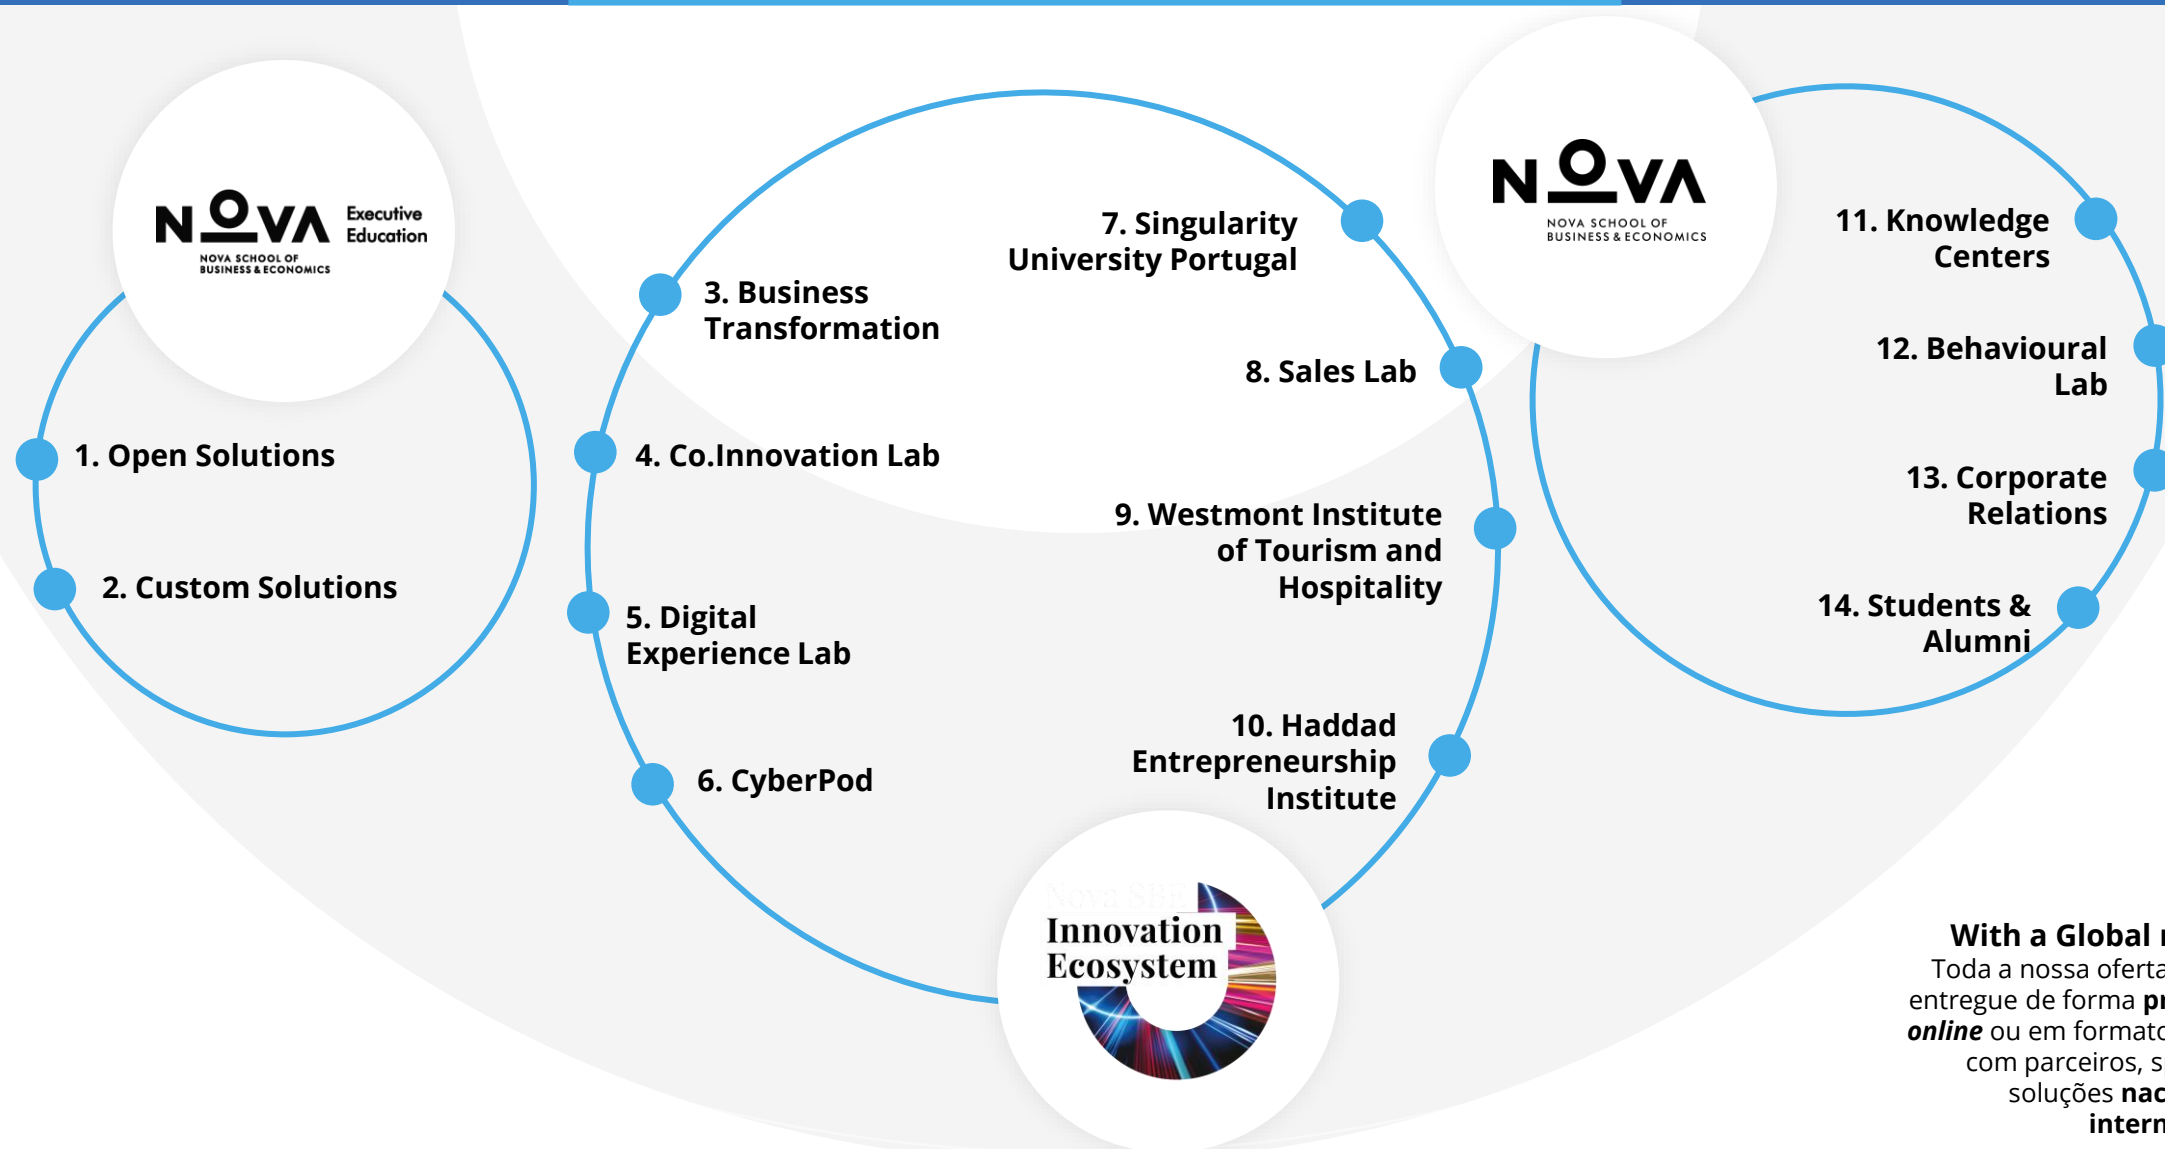 NOVA
Executive
Education
NOVA SCHOOL OF
BUSINESS & ECONOMICS
1. Open Solutions
2. Custom Solutions
3. Business
Transformation
4. Co.Innovation Lab
5. Digital
Experience Lab
6. CyberPod
7. Singularity
University Portugal
8. Sales Lab
9. Westmont Institute
of Tourism and
Hospitality
10. Haddad
Entrepreneurship
Institute
Nova SBE
Innovation
Ecosystem
NOVA
NOVA SCHOOL OF
BUSINESS & ECONOMICS
11. Knowledge
Centers
12. Behavioural
Lab
13. Corporate
Relations
14. Students &
Alumni
With a Global
Toda a nossa oferta
entregue de forma
online ou em formato
com parceiros,
soluções